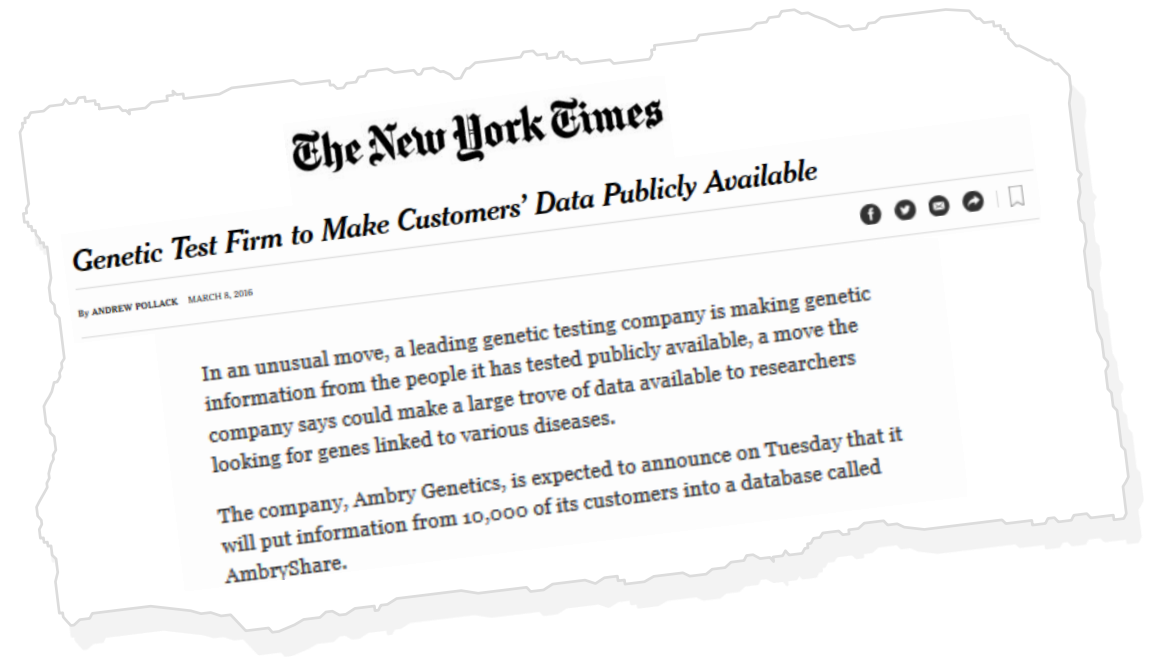 The New York Times
Genetic Test Firm to Make Customers’ Data Publicly Available
By ANDREW POLLACK MARCH 8, 2016
In an unusual move, a leading genetic testing company is making genetic
information from the people it has tested publicly available, a move the
company says could make a large trove of data available to researchers
looking for genes linked to various diseases.
The company, Ambry Genetics, is expected to announce on Tuesday that it
will put information from 10,000 of its customers into a database called
AmbryShare.